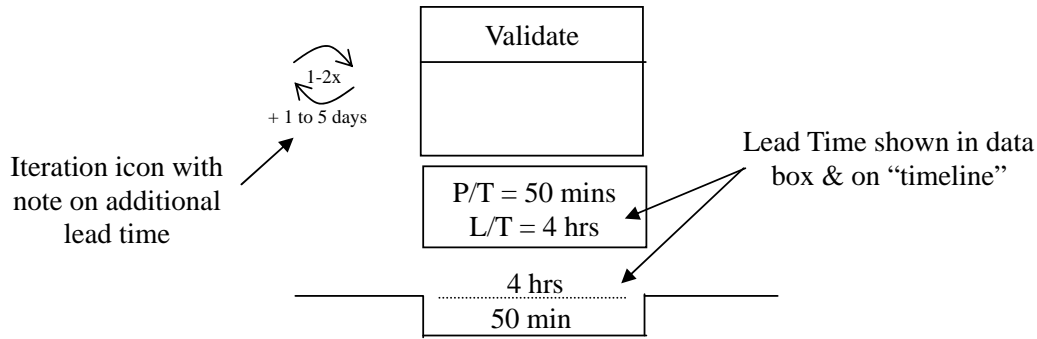 Validate
1-2x
+ 1 to 5 days
Iteration icon with
note on additional
lead time
P/T = 50 mins
L/T = 4 hrs
Lead Time shown in data
box & on “timeline”
4 hrs
50 min